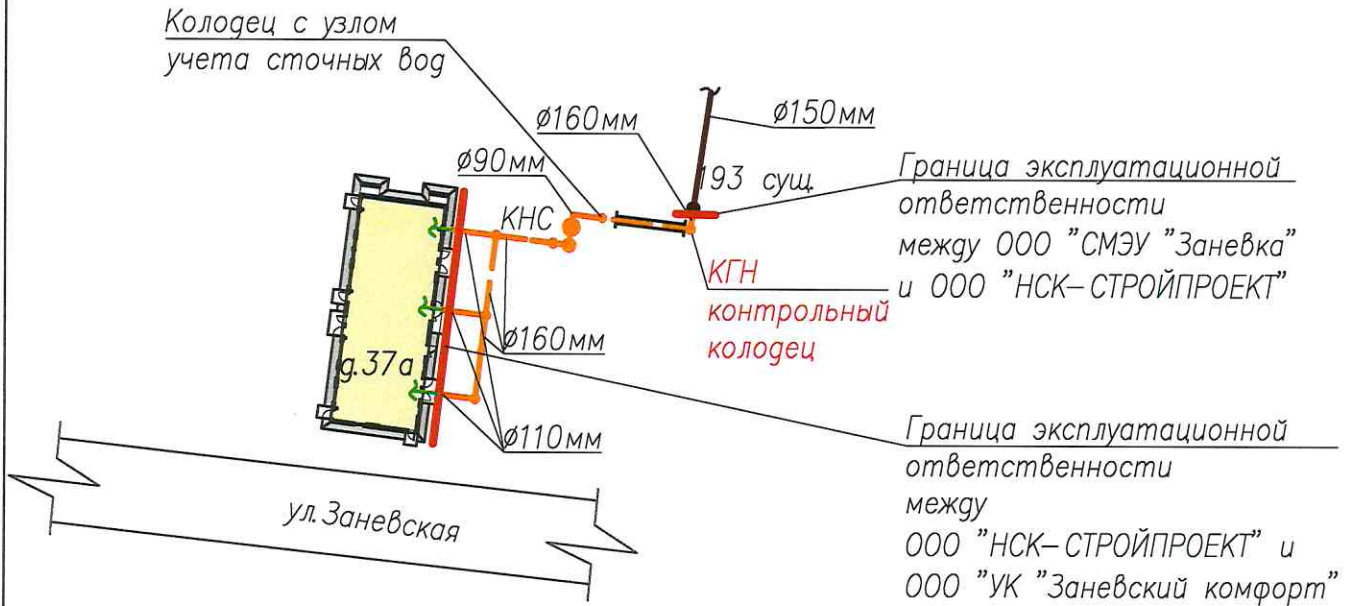 Колодец с узлом
учета сточных вод
ø160мм
ø150мм
ø90мм
193 сущ.
Граница эксплуатационной
ответственности
между ООО "СМЭУ "Заневка"
и ООО "НСК-СТРОЙПРОЕКТ"
КНС
КГН
контрольный
колодец
ø160мм
д.37а
ø110мм
Граница эксплуатационной
ответственности
между
ООО "НСК-СТРОЙПРОЕКТ" и
ООО "УК "Заневский комфорт"
ул.Заневская